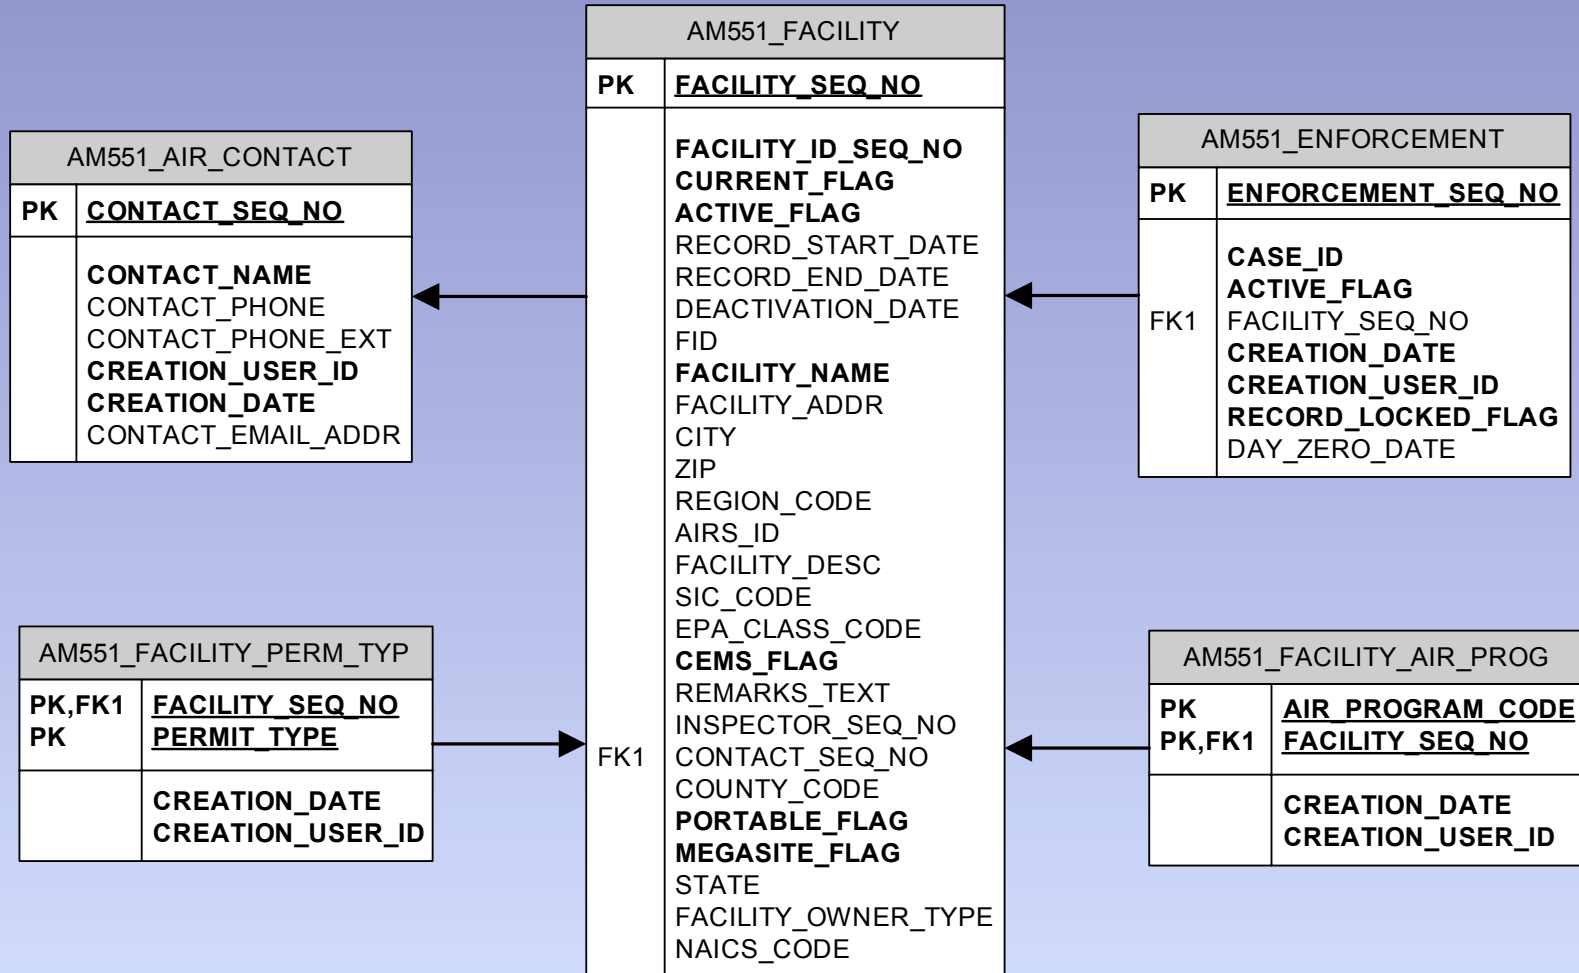 AM551_FACILITY
PK FACILITY_SEQ_NO
FACILITY_ID_SEQ_NO
CURRENT_FLAG
ACTIVE_FLAG
RECORD_START_DATE
RECORD_END_DATE
DEACTIVATION_DATE
FID
FACILITY_NAME
FACILITY_ADDR
CITY
ZIP
REGION_CODE
AIRS_ID
FACILITY_DESC
SIC_CODE
EPA_CLASS_CODE
CEMS_FLAG
REMARKS_TEXT
INSPECTOR_SEQ_NO
FK1 CONTACT_SEQ_NO
COUNTY_CODE
PORTABLE_FLAG
MEGASITE_FLAG
STATE
FACILITY_OWNER_TYPE
NAICS_CODE
AM551_AIR_CONTACT
PK CONTACT_SEQ_NO
CONTACT_NAME
CONTACT_PHONE
CONTACT_PHONE_EXT
CREATION_USER_ID
CREATION_DATE
CONTACT_EMAIL_ADDR
AM551_ENFORCEMENT
PK ENFORCEMENT_SEQ_NO
CASE_ID
ACTIVE_FLAG
FK1 FACILITY_SEQ_NO
CREATION_DATE
CREATION_USER_ID
RECORD_LOCKED_FLAG
DAY_ZERO_DATE
AM551_FACILITY_PERM_TYP
PK,FK1 FACILITY_SEQ_NO
PK PERMIT_TYPE
CREATION_DATE
CREATION_USER_ID
AM551_FACILITY_AIR_PROG
PK AIR_PROGRAM_CODE
PK,FK1 FACILITY_SEQ_NO
CREATION_DATE
CREATION_USER_ID